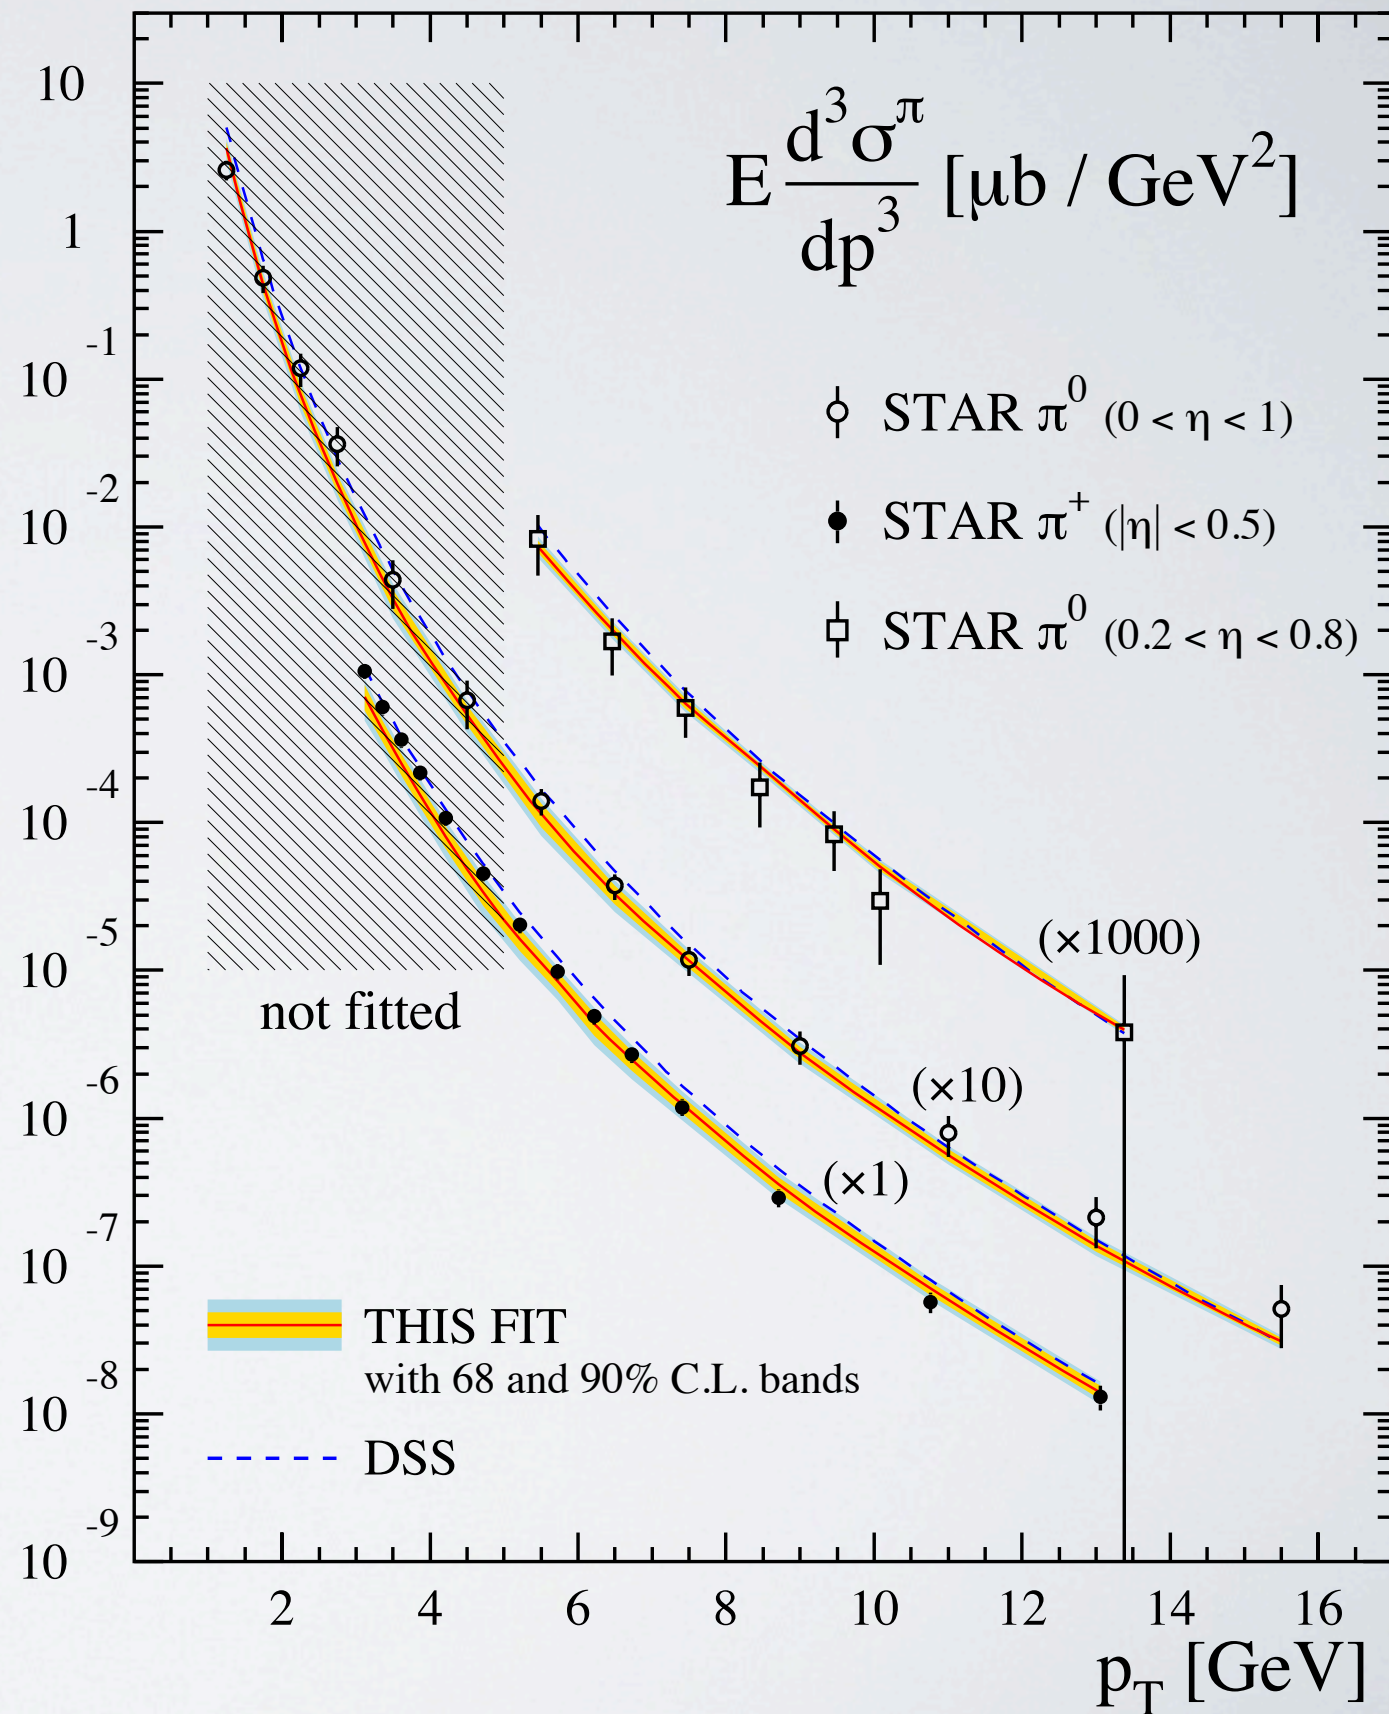 10
1
10⁻¹
10⁻²
10⁻³
10⁻⁴
10⁻⁵
10⁻⁶
10⁻⁷
10⁻⁸
10⁻⁹
E d³σ^π / dp³ [μb / GeV²]
STAR π⁰ (0 < η < 1)
STAR π⁺ (|η| < 0.5)
STAR π⁰ (0.2 < η < 0.8)
(×1000)
not fitted
(×10)
(×1)
THIS FIT
with 68 and 90% C.L. bands
DSS
2 4 6 8 10 12 14 16
p_T [GeV]